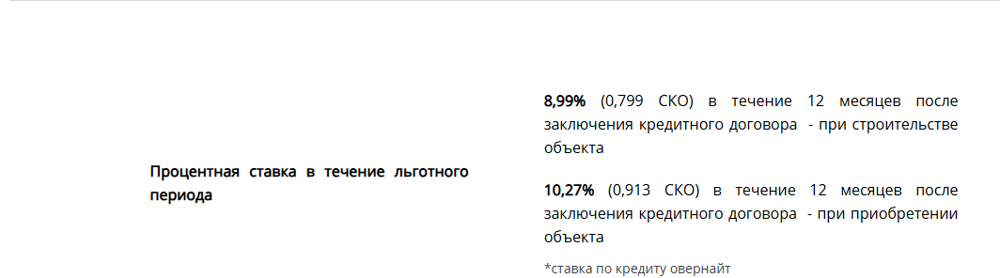 Процентная ставка в течение льготного
периода
8,99% (0,799 СКО) в течение 12 месяцев после
заключения кредитного договора - при строительстве
объекта
10,27% (0,913 СКО) в течение 12 месяцев после
заключения кредитного договора - при приобретении
объекта
*ставка по кредиту овернайт